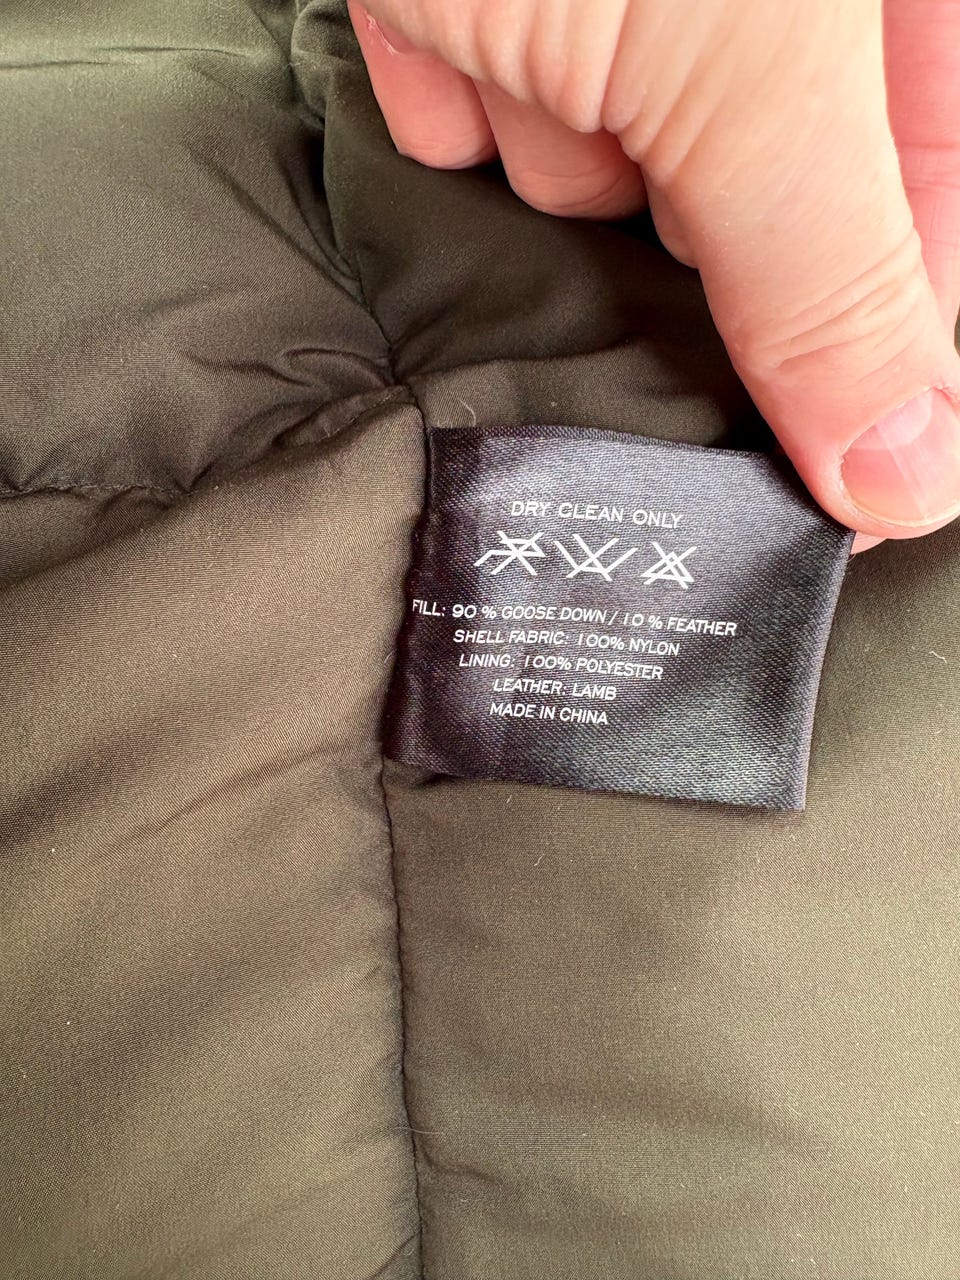 DRY CLEAN ONLY
FILL: 90 % GOOSE DOWN / 10 % FEATHER
SHELL FABRIC: 100% NYLON
LINING: 100% POLYESTER
LEATHER: LAMB
MADE IN CHINA